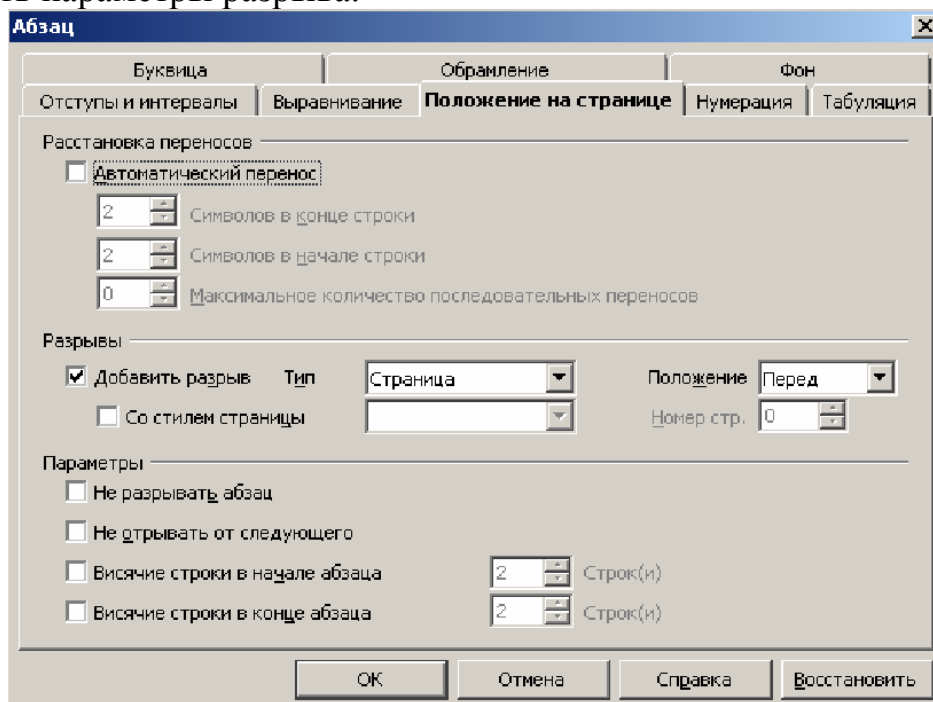 параметры разрыва.
Абзац
Буквица Обрамление Фон
Отступы и интервалы Выравнивание Положение на странице Нумерация Табуляция
Расстановка переносов
Автоматический перенос
2 Символов в конце строки
2 Символов в начале строки
0 Максимальное количество последовательных переносов
Разрывы
Добавить разрыв Тип Страница Положение Перед
Со стилем страницы Номер стр. 0
Параметры
Не разрывать абзац
Не отрывать от следующего
Висячие строки в начале абзаца 2 Строк(и)
Висячие строки в конце абзаца 2 Строк(и)
ОК Отмена Справка Восстановить